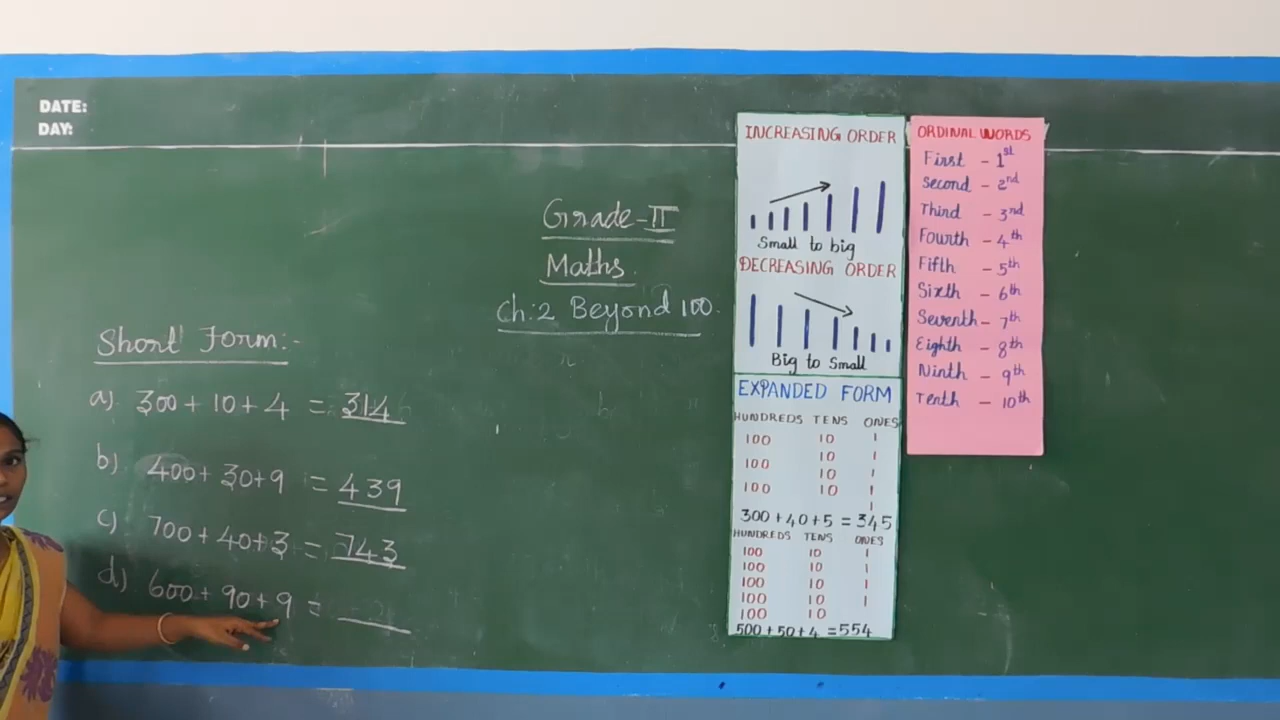 DATE:
DAY:
Grade-II
Maths.
Ch:2 Beyond 100.
Short Form:-
a) 300 + 10 + 4 = 314
b) 400 + 30 + 9 = 439
c) 700 + 40 + 3 = 743
d) 600 + 90 + 9 = ___
INCREASING ORDER
Small to big
DECREASING ORDER
Big to Small
EXPANDED FORM
HUNDREDS TENS ONES
100 10 1
100 10 1
100 10 1
10 1
1
300 + 40 + 5 = 345
HUNDREDS TENS ONES
100 10 1
100 10 1
100 10 1
100 10 1
100 10
500 + 50 + 4 = 554
ORDINAL WORDS
First - 1st
Second - 2nd
Third - 3rd
Fourth - 4th
Fifth - 5th
Sixth - 6th
Seventh - 7th
Eighth - 8th
Ninth - 9th
Tenth - 10th